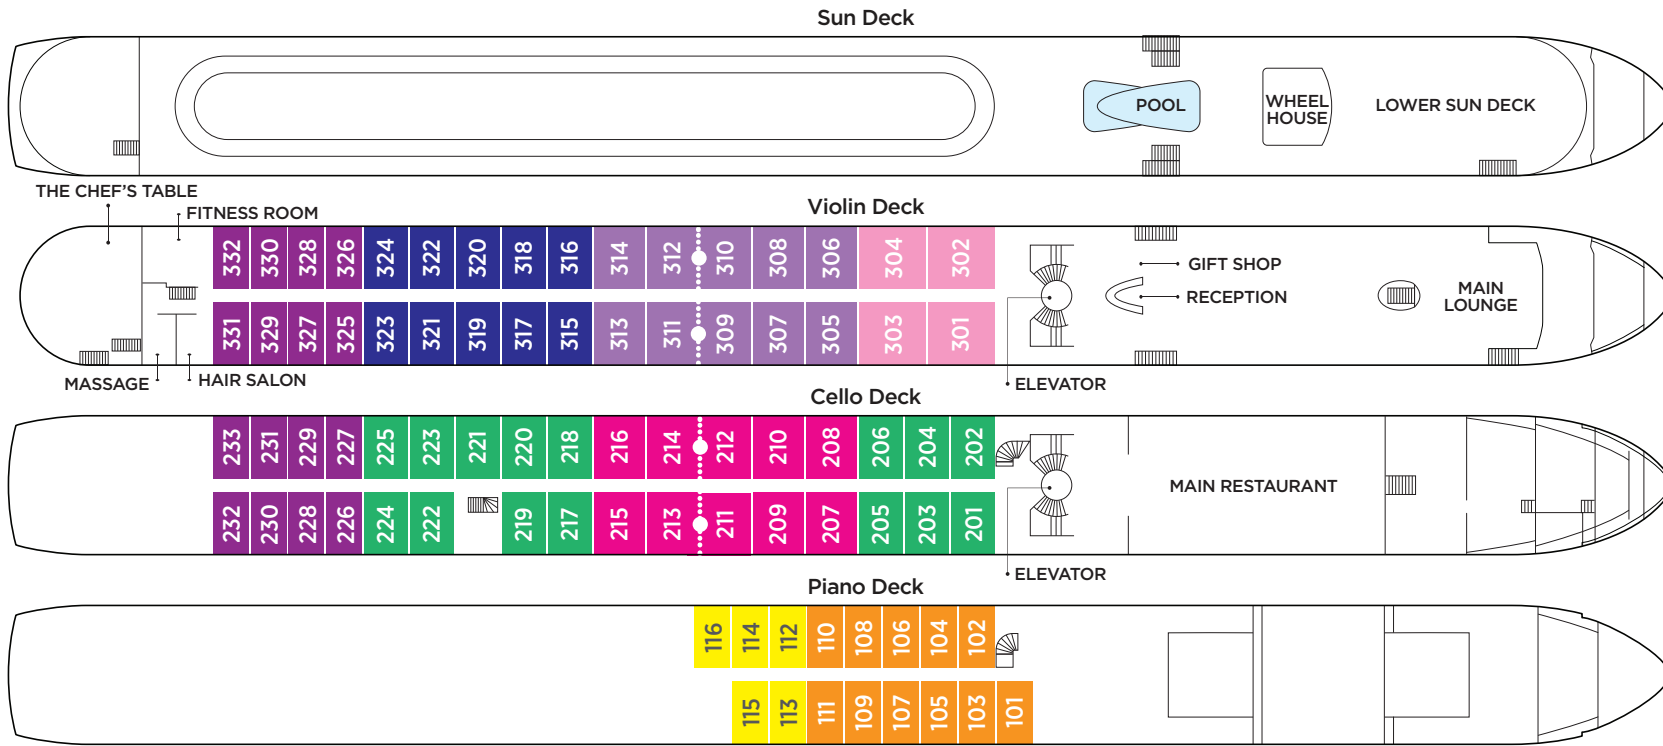 Sun Deck
POOL
WHEEL
HOUSE
LOWER SUN DECK
THE CHEF'S TABLE
FITNESS ROOM
Violin Deck
332 330 328 326 324 322 320 318 316 314 312 310 308 306 304 302
331 329 327 325 323 321 319 317 315 313 311 309 307 305 303 301
GIFT SHOP
RECEPTION
MAIN
LOUNGE
MASSAGE
HAIR SALON
ELEVATOR
Cello Deck
233 231 229 227 225 223 221 220 218 216 214 212 210 208 206 204 202
232 230 228 226 224 222 219 217 215 213 211 209 207 205 203 201
MAIN RESTAURANT
ELEVATOR
Piano Deck
116 114 112 110 108 106 104 102
115 113 111 109 107 105 103 101